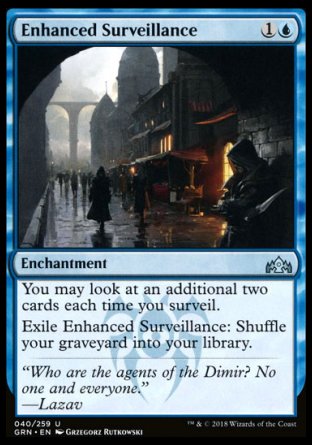 Enhanced Surveillance 1
Enchantment
You may look at an additional two
cards each time you surveil.
Exile Enhanced Surveillance: Shuffle
your graveyard into your library.
"Who are the agents of the Dimir? No
one and everyone."
—Lazav
040/259 U
GRN • EN Grzegorz Rutkowski
™ & © 2018 Wizards of the Coast